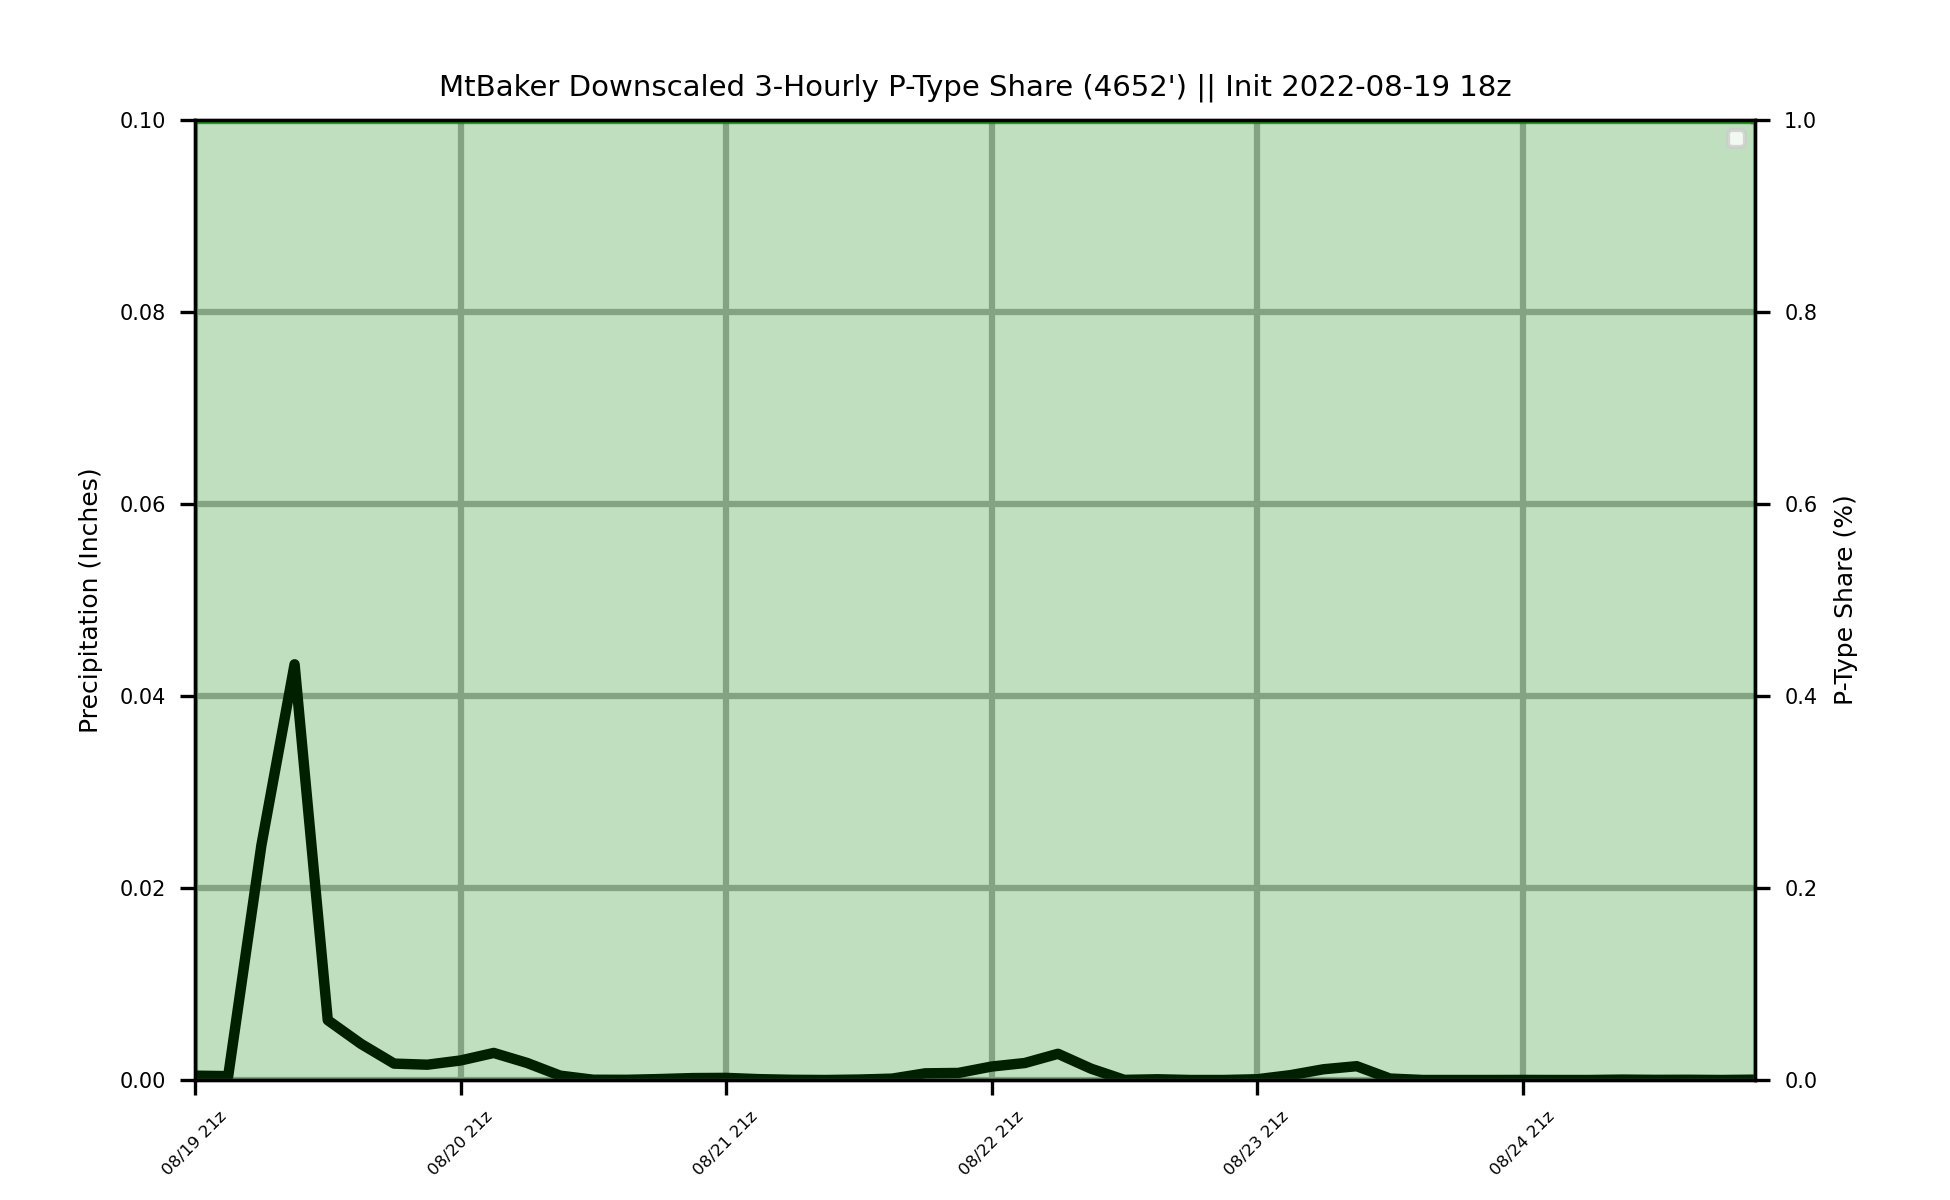 MtBaker Downscaled 3-Hourly P-Type Share (4652') || Init 2022-08-19 18z
0.10
0.08
0.06
0.04
0.02
0.00
Precipitation (Inches)
1.0
0.8
0.6
0.4
0.2
0.0
P-Type Share (%)
08/19 21z
08/20 21z
08/21 21z
08/22 21z
08/23 21z
08/24 21z